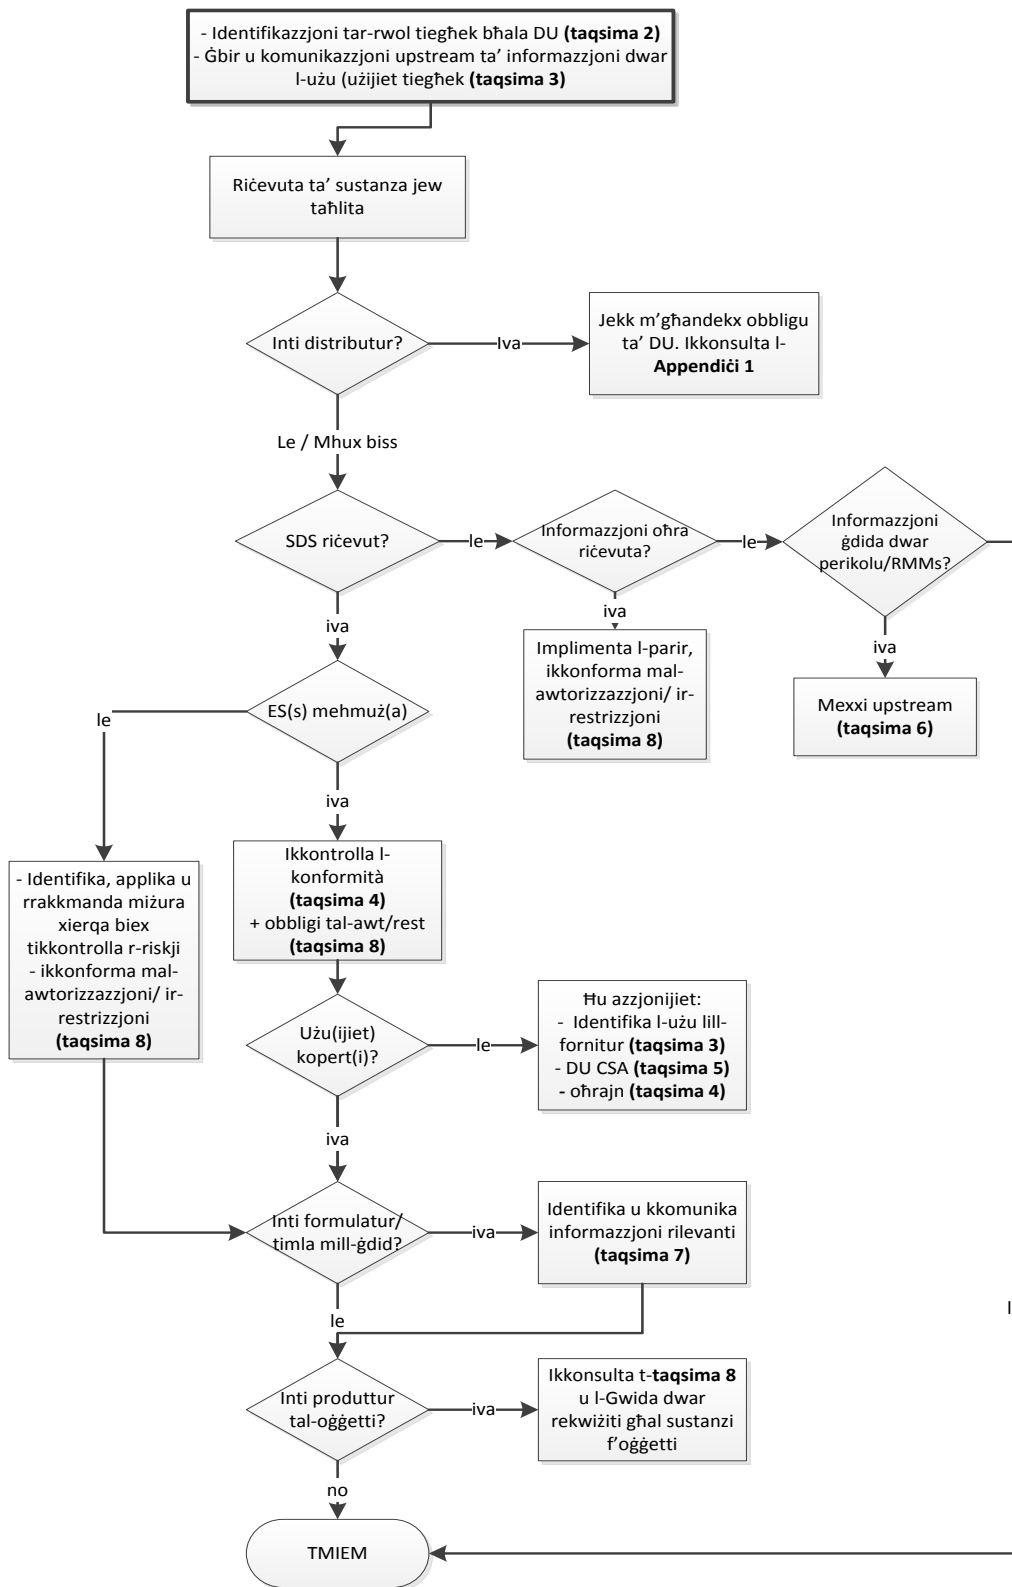 - Identifikazzjoni tar-rwol tiegħek bħala DU (taqsima 2)
- Ġbir u komunikazzjoni upstream ta’ informazzjoni dwar
l-użu (użijiet tiegħek (taqsima 3)
Riċevuta ta’ sustanza jew
taħlita
Inti distributur?
Iva
Jekk m’għandekx obbligu
ta’ DU. Ikkonsulta l-
Appendiċi 1
Le / Mhux biss
SDS riċevut?
le
Informazzjoni oħra
riċevuta?
le
Informazzjoni
ġdida dwar
perikolu/RMMs?
iva
iva
iva
Implimenta l-parir,
ikkonforma mal-
awtorizzazzjoni/ ir-
restrizzjoni
(taqsima 8)
Mexxi upstream
(taqsima 6)
ES(s) mehmuż(a)
le
iva
- Identifika, applika u
rrakkmanda miżura
xierqa biex
tikkontrolla r-riskji
- ikkonforma mal-
awtorizzazzjoni/ ir-
restrizzjoni
(taqsima 8)
Ikkontrolla l-
konformità
(taqsima 4)
+ obbligi tal-awt/rest
(taqsima 8)
Użu(ijiet)
kopert(i)?
le
Ħu azzjonijiet:
- Identifika l-użu lill-
fornitur (taqsima 3)
- DU CSA (taqsima 5)
- oħrajn (taqsima 4)
iva
Inti formulatur/
timla mill-ġdid?
iva
Identifika u kkomunika
informazzjoni rilevanti
(taqsima 7)
le
l
Inti produttur
tal-oġġetti?
iva
Ikkonsulta t-taqsima 8
u l-Gwida dwar
rekwiżiti għal sustanzi
f’oġġetti
no
TMIEM